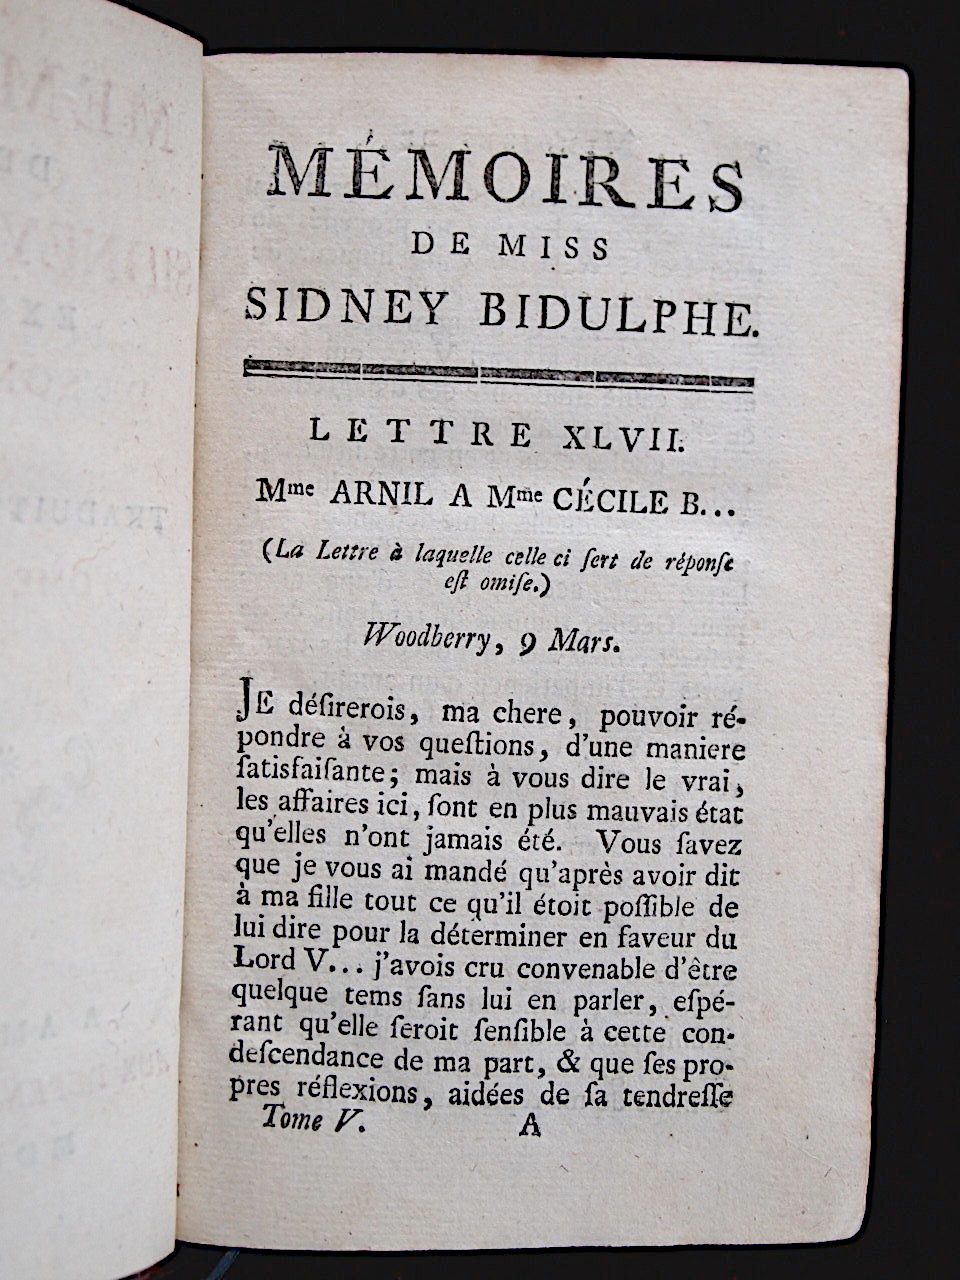 MÉMOIRES
DE MISS
SIDNEY BIDULPHE.
LETTRE XLVII.
Mme ARNIL A Mme CÉCILE B...
(La Lettre à laquelle celle ci ſert de réponſe
eſt omiſe.)
Woodberry, 9 Mars.
JE déſirerois, ma chere, pouvoir ré-
pondre à vos queſtions, d'une maniere
ſatisfaiſante; mais à vous dire le vrai,
les affaires ici, ſont en plus mauvais état
qu'elles n'ont jamais été. Vous ſavez
que je vous ai mandé qu'après avoir dit
à ma fille tout ce qu'il étoit poſſible de
lui dire pour la déterminer en faveur du
Lord V... j'avois cru convenable d'être
quelque tems ſans lui en parler, eſpé-
rant qu'elle ſeroit ſenſible à cette con-
deſcendance de ma part, & que ſes pro-
pres réflexions, aidées de ſa tendreſſe
Tome V. A